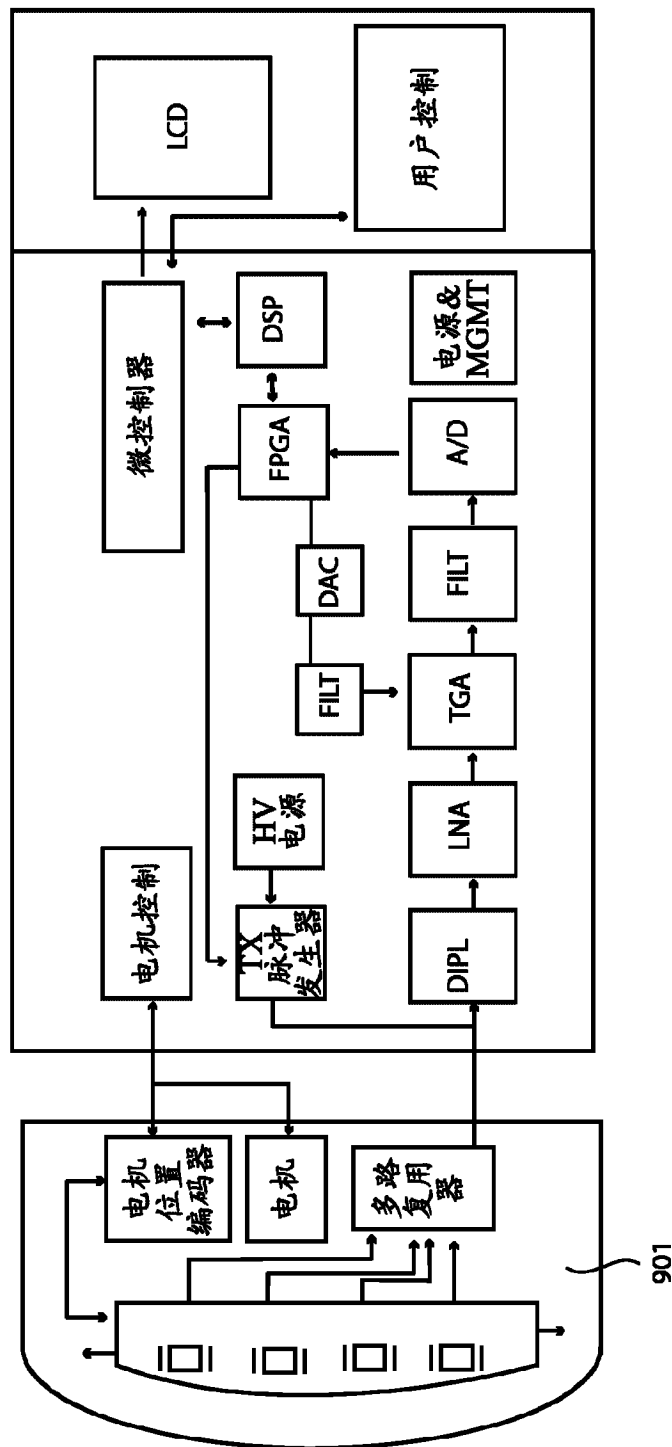 电机
位置
编码器
电机
多路
复用
器
901
电机控制
TX
脉冲
发生器
HV
电源
DIPL
LNA
TGA
FILT
A/D
FILT
DAC
FPGA
DSP
微控制器
电源&
MGMT
LCD
用户控制